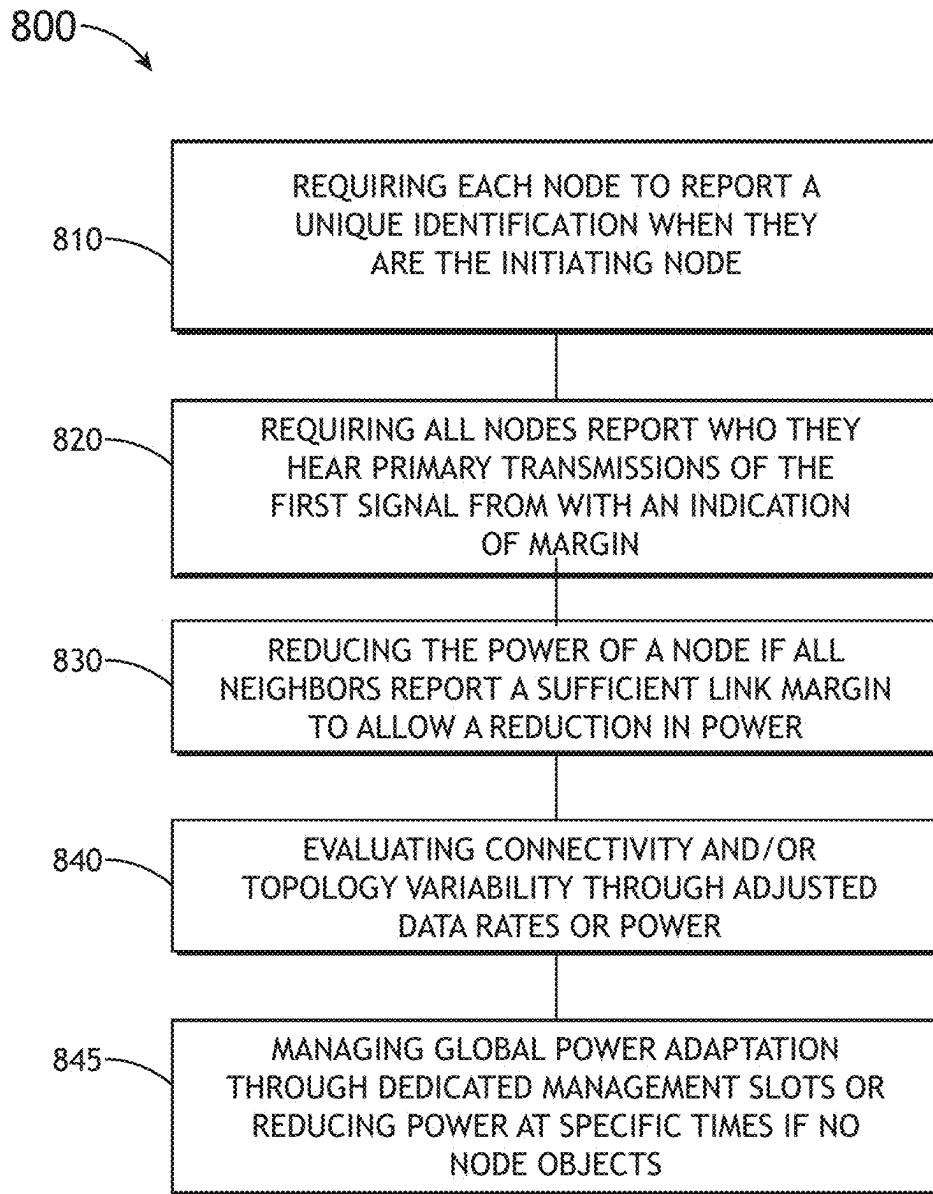 800
810
REQUIRING EACH NODE TO REPORT A
UNIQUE IDENTIFICATION WHEN THEY
ARE THE INITIATING NODE
820
REQUIRING ALL NODES REPORT WHO THEY
HEAR PRIMARY TRANSMISSIONS OF THE
FIRST SIGNAL FROM WITH AN INDICATION
OF MARGIN
830
REDUCING THE POWER OF A NODE IF ALL
NEIGHBORS REPORT A SUFFICIENT LINK MARGIN
TO ALLOW A REDUCTION IN POWER
840
EVALUATING CONNECTIVITY AND/OR
TOPOLOGY VARIABILITY THROUGH ADJUSTED
DATA RATES OR POWER
845
MANAGING GLOBAL POWER ADAPTATION
THROUGH DEDICATED MANAGEMENT SLOTS OR
REDUCING POWER AT SPECIFIC TIMES IF NO
NODE OBJECTS